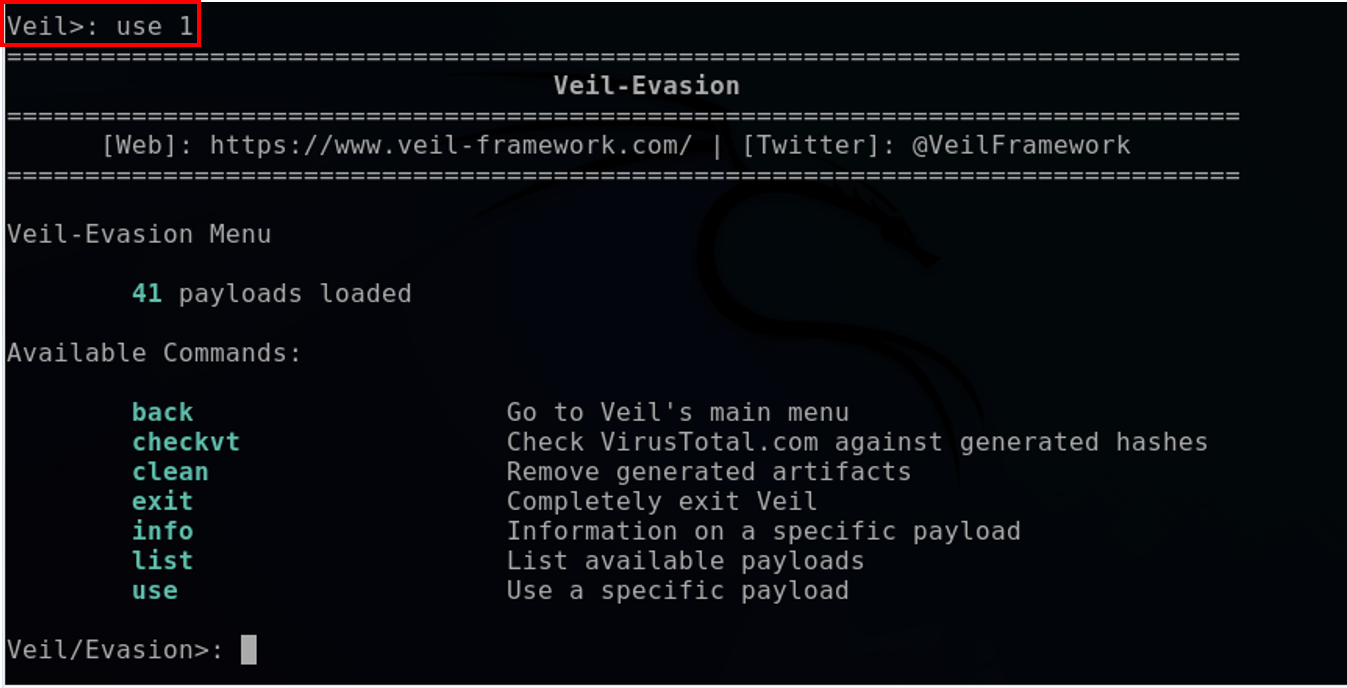 Veil>: use 1
===============================================================================
Veil-Evasion
===============================================================================
[Web]: https://www.veil-framework.com/ | [Twitter]: @VeilFramework
===============================================================================
Veil-Evasion Menu
41 payloads loaded
Available Commands:
back Go to Veil's main menu
checkvt Check VirusTotal.com against generated hashes
clean Remove generated artifacts
exit Completely exit Veil
info Information on a specific payload
list List available payloads
use Use a specific payload
Veil/Evasion>: